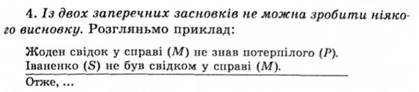 4. Із двох заперечних засновків не можна зробити ніяко-
го висновку. Розгляньмо приклад:
Жоден свідок у справі (М) не знав потерпілого (Р).
Іваненко (S) не був свідком у справі (М).
Отже, ...